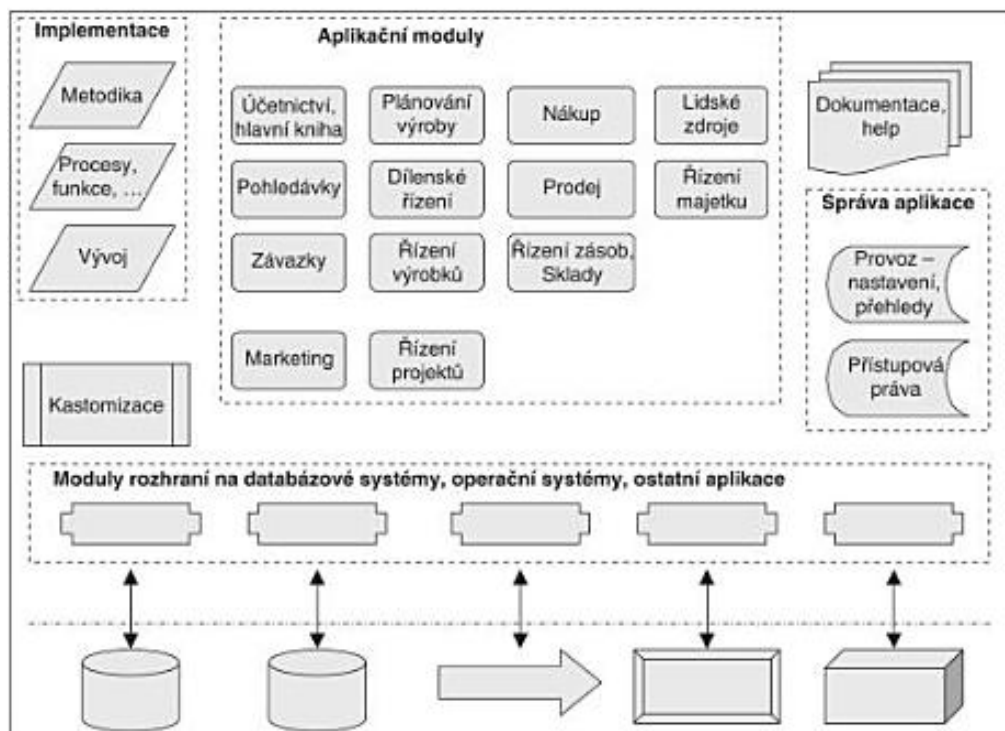 Implementace
Metodika
Procesy,
funkce, ...
Vývoj
Kastomizace
Aplikační moduly
Účetnictví,
hlavní kniha
Plánování
výroby
Nákup
Lidské
zdroje
Pohledávky
Dílenské
řízení
Prodej
Řízení
majetku
Závazky
Řízení
výrobků
Řízení zásob,
Sklady
Marketing
Řízení
projektů
Dokumentace,
help
Správa aplikace
Provoz –
nastavení,
přehledy
Přístupová
práva
Moduly rozhraní na databázové systémy, operační systémy, ostatní aplikace